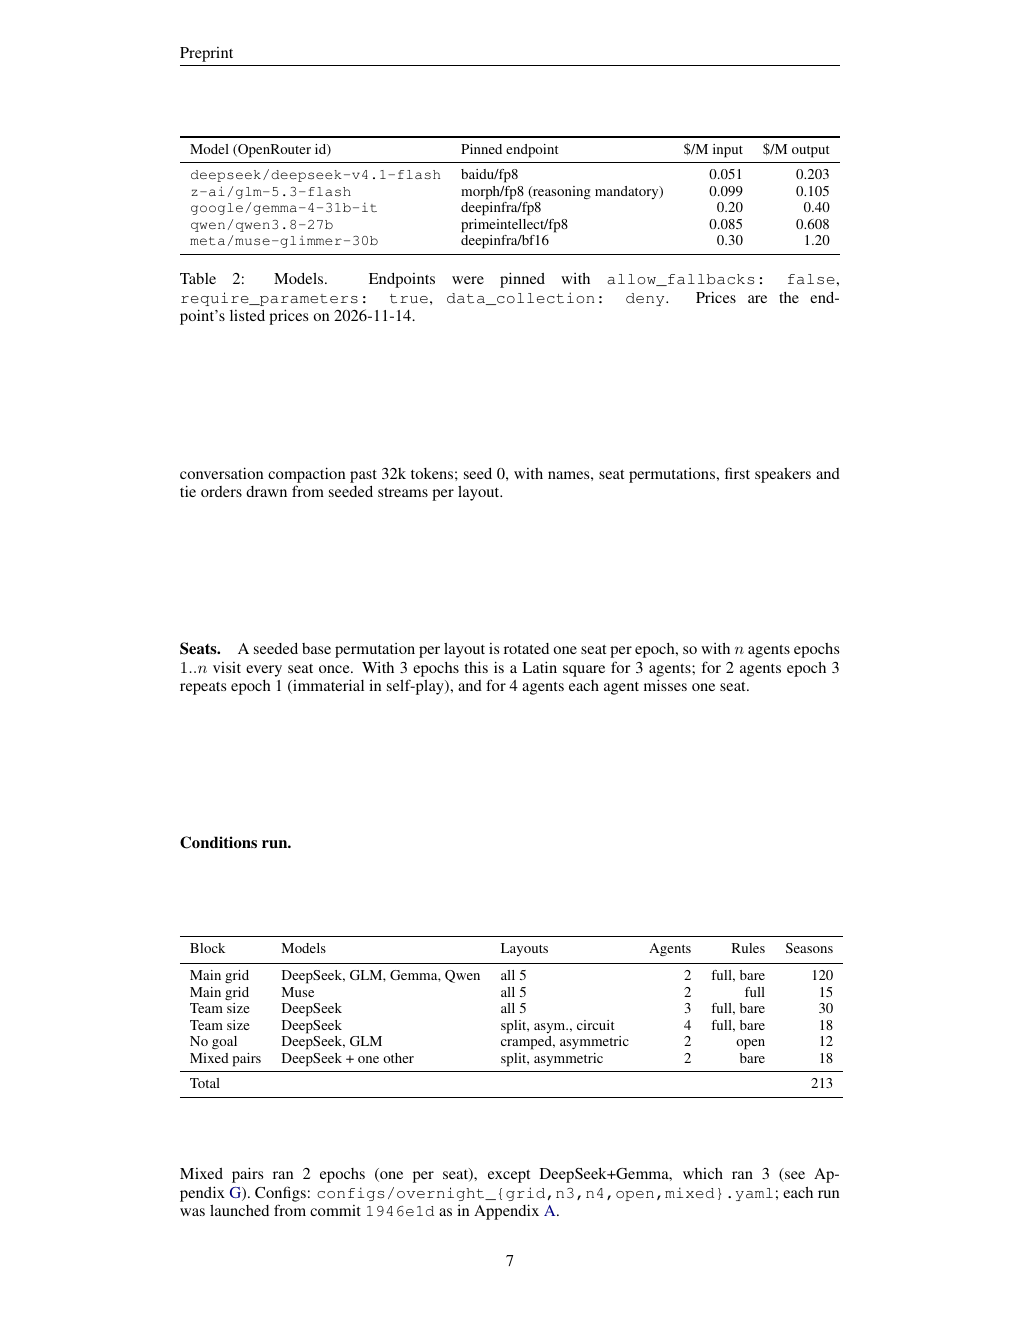 Preprint
Model (OpenRouter id) Pinned endpoint $/M input $/M output
deepseek/deepseek-v4.1-flash baidu/fp8 0.051 0.203
z-ai/glm-5.3-flash morph/fp8 (reasoning mandatory) 0.099 0.105
google/gemma-4-31b-it deepinfra/fp8 0.20 0.40
qwen/qwen3.8-27b primeintellect/fp8 0.085 0.608
meta/muse-glimmer-30b deepinfra/bf16 0.30 1.20
Table 2: Models. Endpoints were pinned with allow_fallbacks: false,
require_parameters: true, data_collection: deny. Prices are the end-
point's listed prices on 2026-11-14.
conversation compaction past 32k tokens; seed 0, with names, seat permutations, first speakers and
tie orders drawn from seeded streams per layout.
Seats. A seeded base permutation per layout is rotated one seat per epoch, so with n agents epochs
1..n visit every seat once. With 3 epochs this is a Latin square for 3 agents; for 2 agents epoch 3
repeats epoch 1 (immaterial in self-play), and for 4 agents each agent misses one seat.
Conditions run.
Block Models Layouts Agents Rules Seasons
Main grid DeepSeek, GLM, Gemma, Qwen all 5 2 full, bare 120
Main grid Muse all 5 2 full 15
Team size DeepSeek all 5 3 full, bare 30
Team size DeepSeek split, asym., circuit 4 full, bare 18
No goal DeepSeek, GLM cramped, asymmetric 2 open 12
Mixed pairs DeepSeek + one other split, asymmetric 2 bare 18
Total 213
Mixed pairs ran 2 epochs (one per seat), except DeepSeek+Gemma, which ran 3 (see Ap-
pendix G). Configs: configs/overnight_{grid,n3,n4,open,mixed}.yaml; each run
was launched from commit 1946e1d as in Appendix A.
7